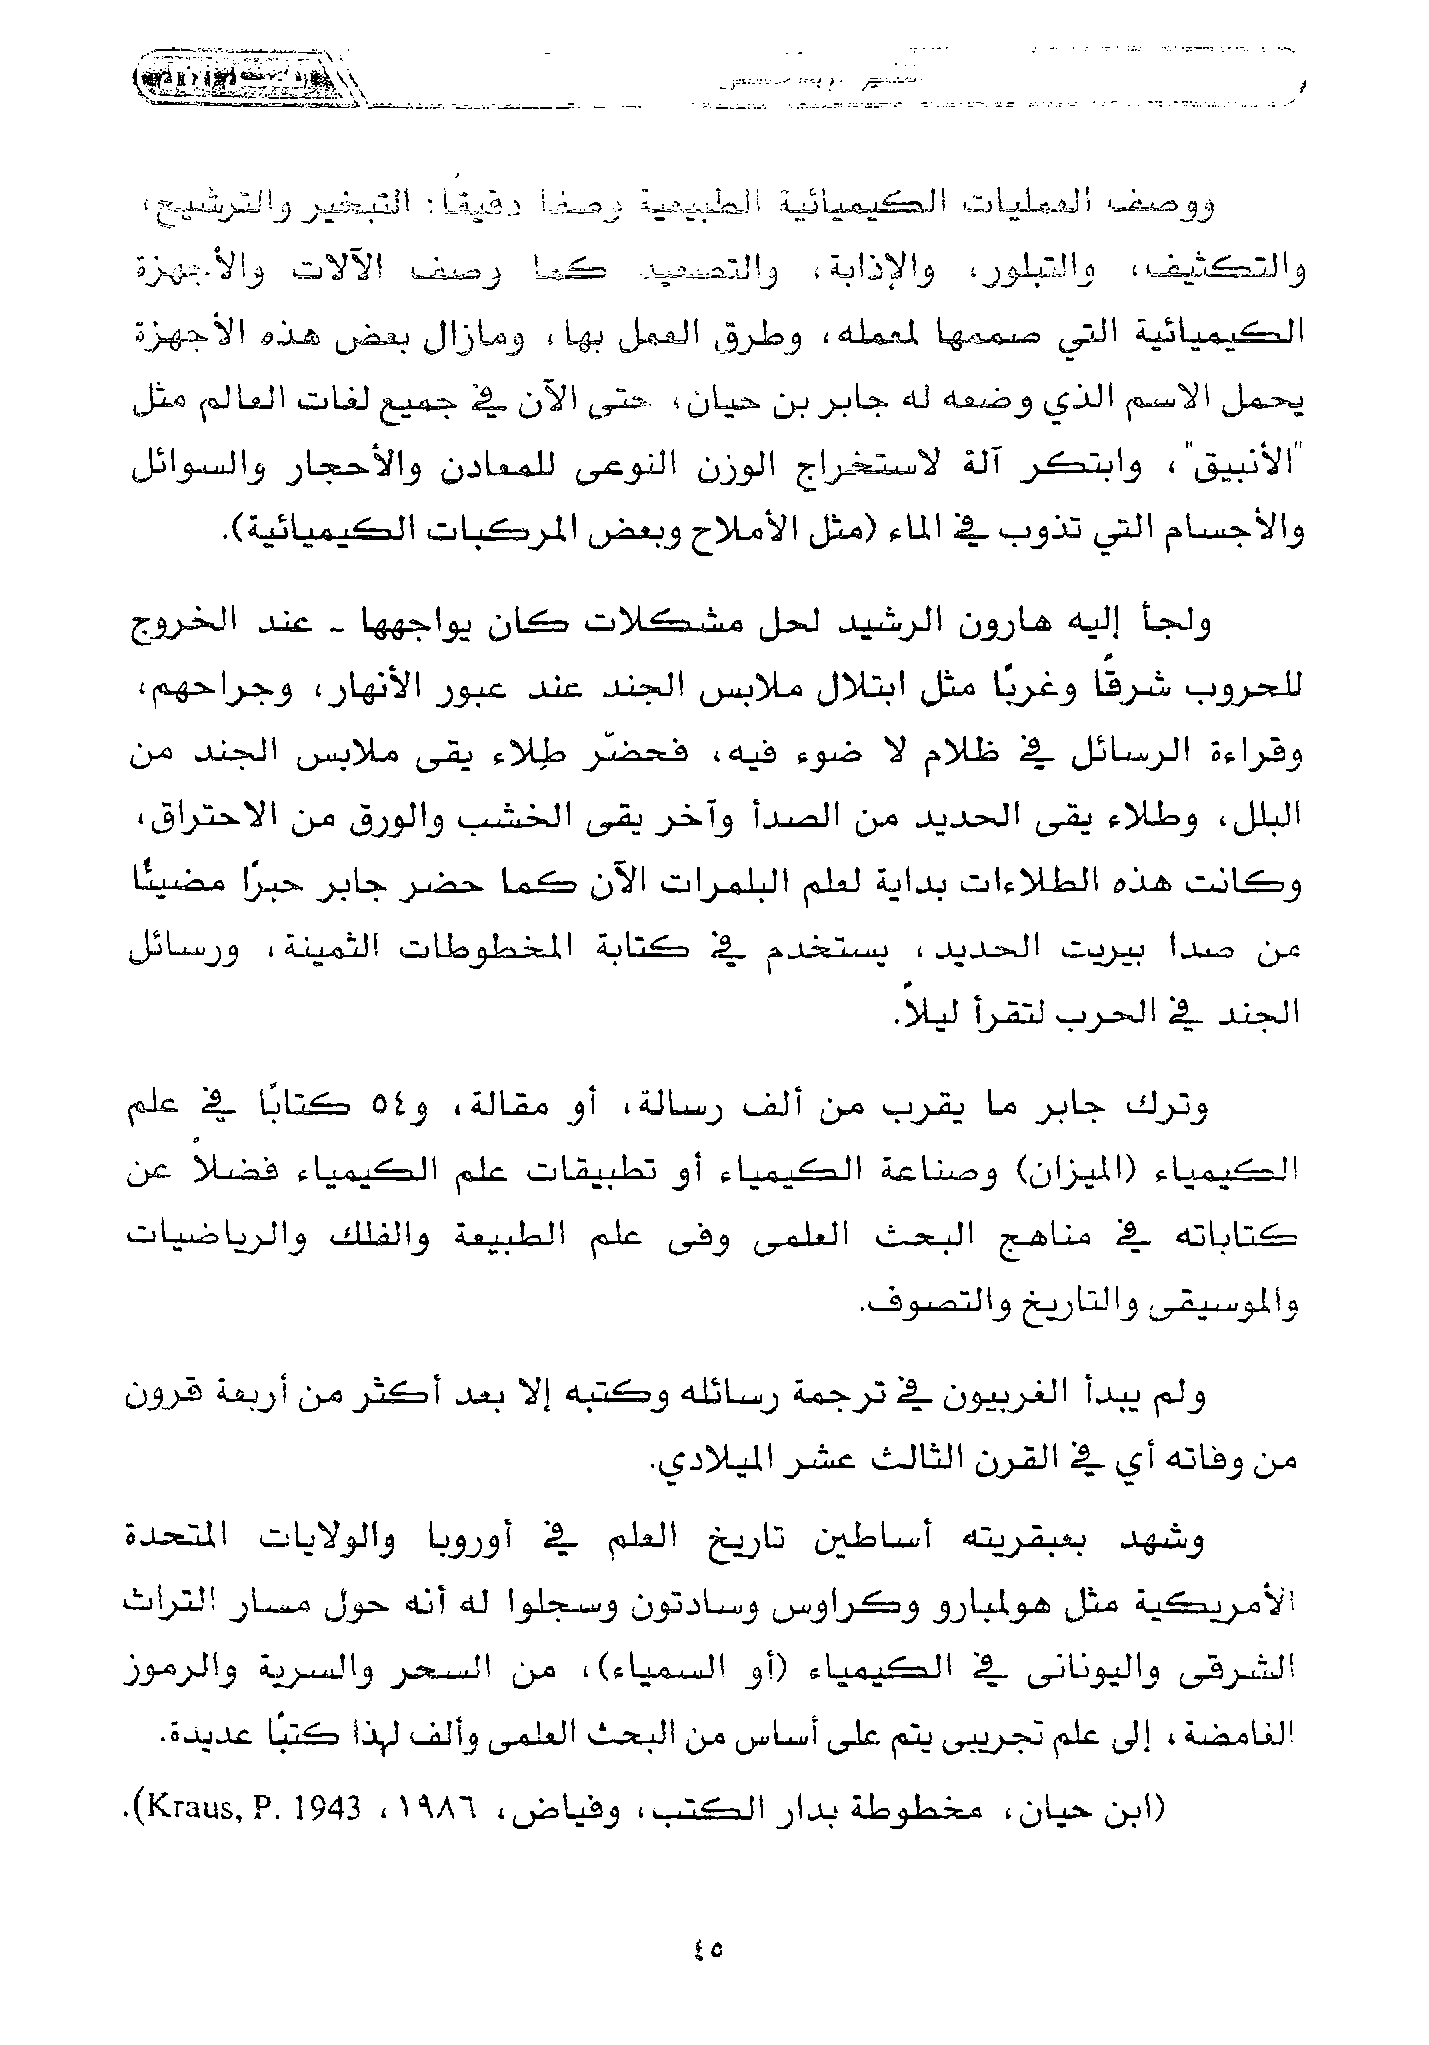 ووصف العمليات الكيميائية الطبيعية وصفًا دقيقًا: التبخير والترشيح،
والتكثيف، والتبلور، والإذابة، والتصعيد كما وصف الآلات والأجهزة
الكيميائية التي صممها لعمله، وطرق العمل بها، ومازال بعض هذه الأجهزة
يحمل الاسم الذي وضعه له جابر بن حيان، حتى الآن في جميع لغات العالم مثل
"الأنبيق"، وابتكر آلة لاستخراج الوزن النوعى للمعادن والأحجار والسوائل
والأجسام التي تذوب في الماء (مثل الأملاح وبعض المركبات الكيميائية).
ولجأ إليه هارون الرشيد لحل مشكلات كان يواجهها - عند الخروج
للحروب شرقًا وغربًا مثل ابتلال ملابس الجند عند عبور الأنهار، وجراحهم،
وقراءة الرسائل في ظلام لا ضوء فيه، فحضّر طلاء يقى ملابس الجند من
البلل، وطلاء يقى الحديد من الصدأ وآخر يقى الخشب والورق من الاحتراق،
وكانت هذه الطلاءات بداية لعلم البلمرات الآن كما حضر جابر حبرًا مضيئًا
عن صدا بيريت الحديد، يستخدم في كتابة المخطوطات الثمينة، ورسائل
الجند في الحرب لتقرأ ليلاً.
وترك جابر ما يقرب من ألف رسالة، أو مقالة، و٥٤ كتابًا في علم
الكيمياء (الميزان) وصناعة الكيمياء أو تطبيقات علم الكيمياء فضلاً عن
كتاباته في مناهج البحث العلمى وفى علم الطبيعة والفلك والرياضيات
والموسيقى والتاريخ والتصوف.
ولم يبدأ الغربيون في ترجمة رسائله وكتبه إلا بعد أكثر من أربعة قرون
من وفاته أي في القرن الثالث عشر الميلادي.
وشهد بعبقريته أساطين تاريخ العلم في أوروبا والولايات المتحدة
الأمريكية مثل هولمبارو وكراوس وسادتون وسجلوا له أنه حول مسار التراث
الشرقى واليونانى في الكيمياء (أو السمياء)، من السحر والسرية والرموز
الغامضة، إلى علم تجريبى يتم على أساس من البحث العلمى وألف لهذا كتبًا عديدة.
(ابن حيان، مخطوطة بدار الكتب، وفياض، ١٩٨٦، Kraus, P. 1943).
٤٥